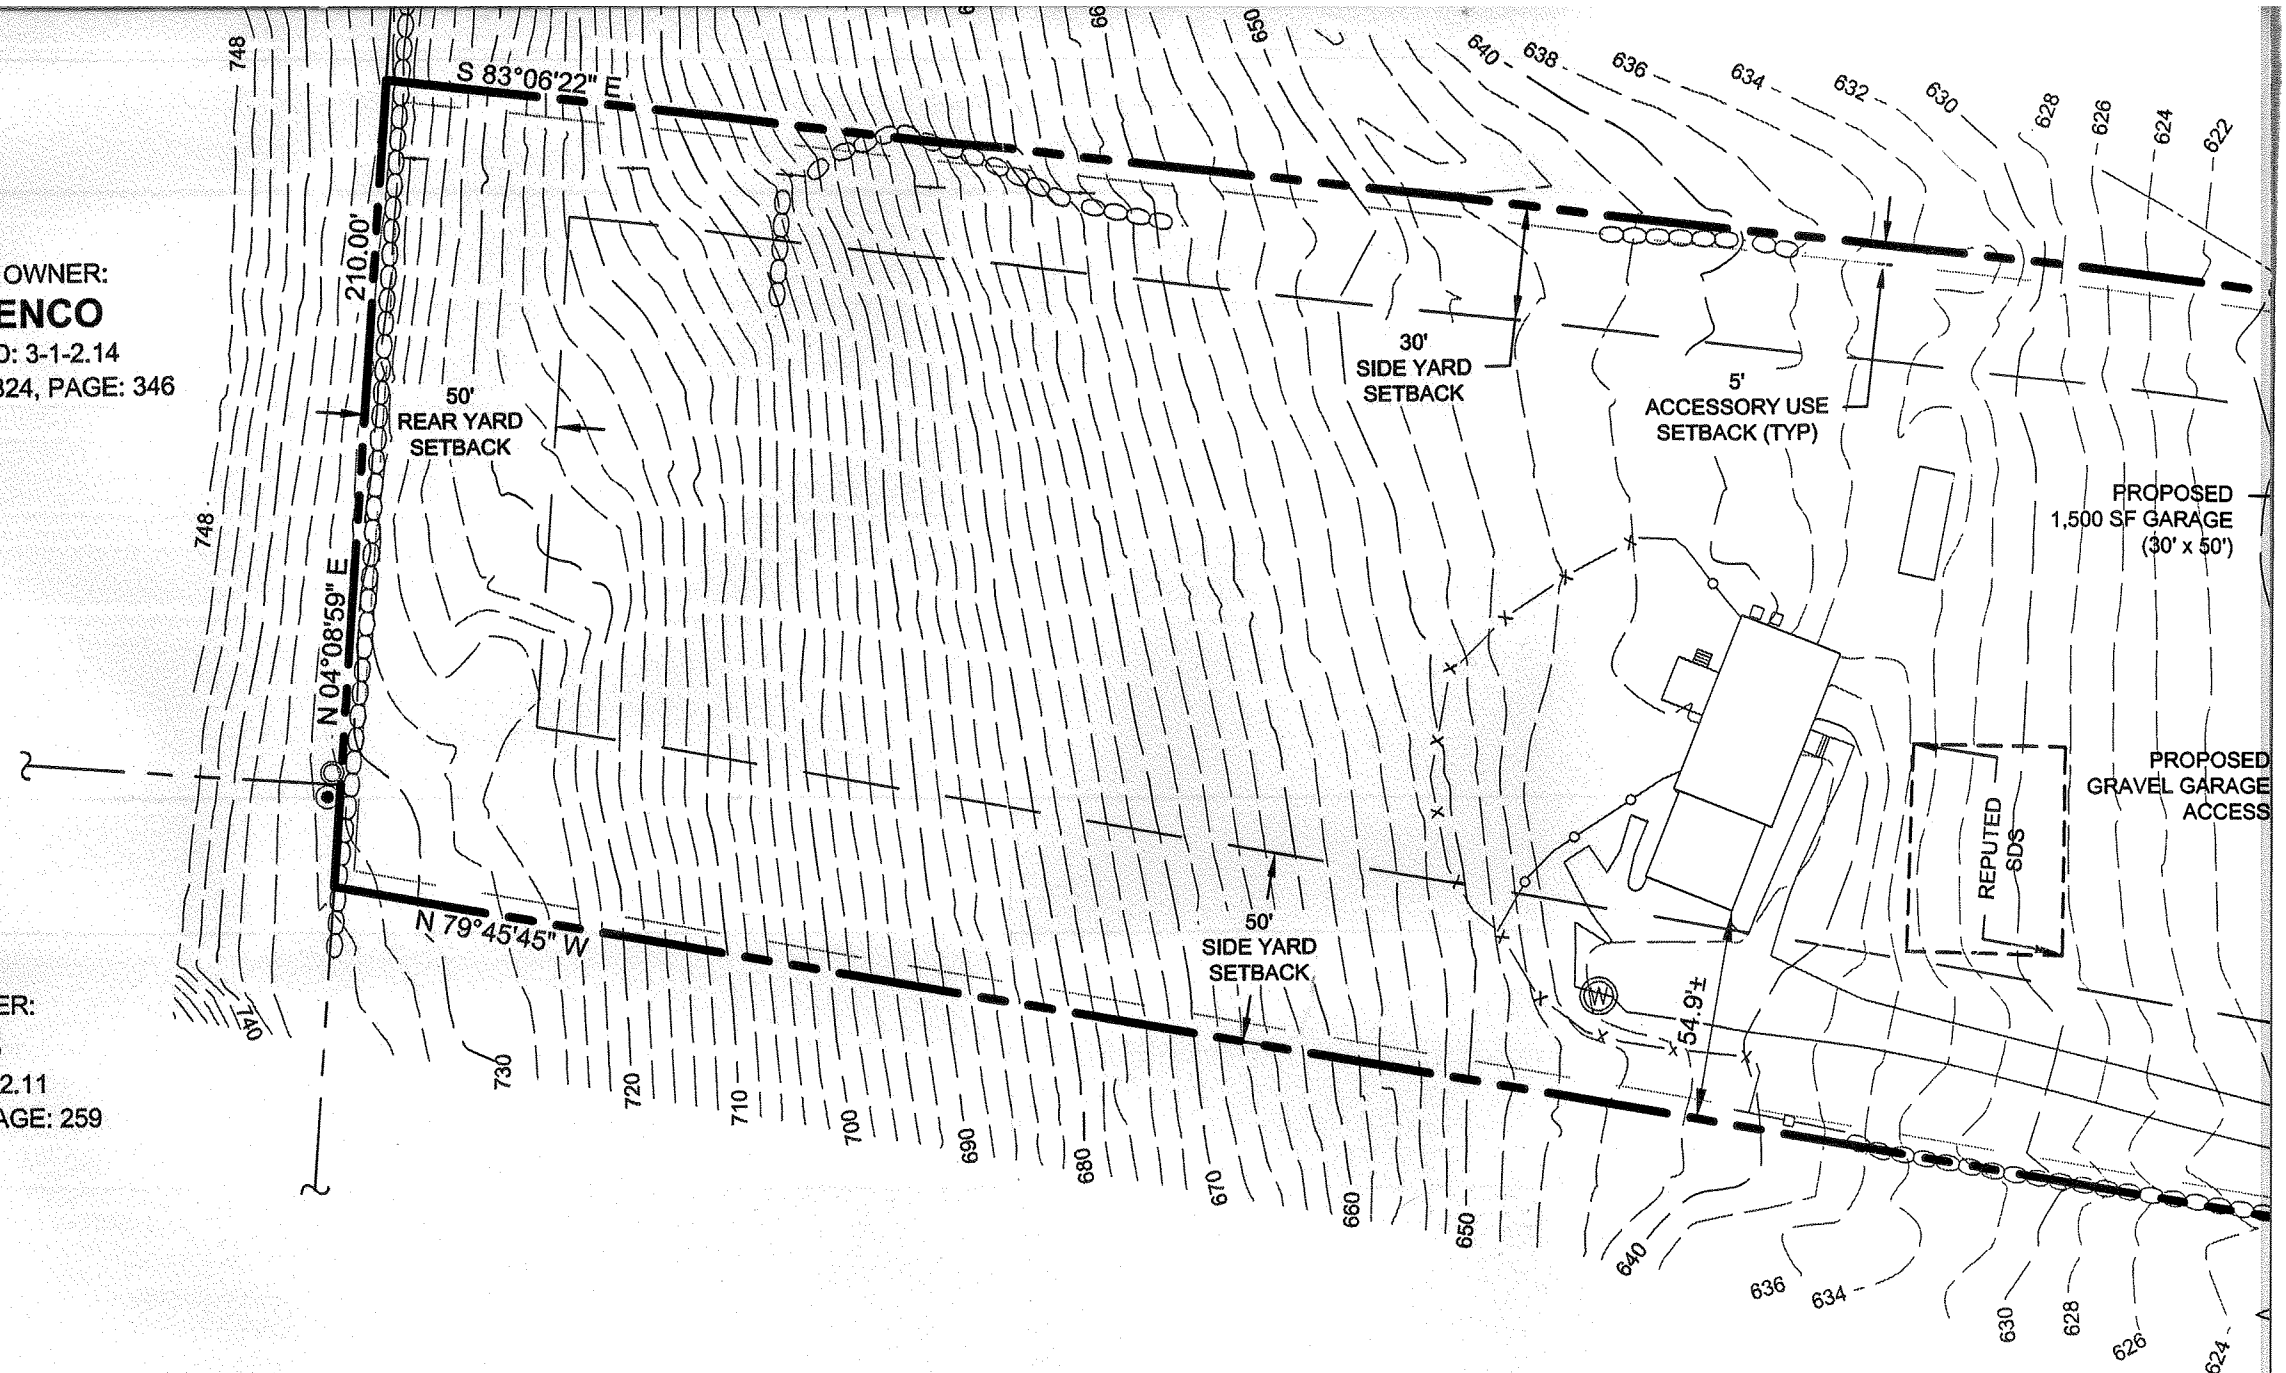 748
S 83°06'22" E
650
640
638
636
634
632
630
628
626
624
622
210.00'
OWNER:
ENCO
: 3-1-2.14
324, PAGE: 346
50'
REAR YARD
SETBACK
30'
SIDE YARD
SETBACK
5'
ACCESSORY USE
SETBACK (TYP)
PROPOSED
1,500 SF GARAGE
(30' x 50')
748
N 04°08'59" E
PROPOSED
GRAVEL GARAGE
ACCESS
REPUTED
SDS
N 79°45'45" W
50'
SIDE YARD
SETBACK
W
54.9'±
ER:
2.11
AGE: 259
740
730
720
710
700
690
680
670
660
650
640
636
634
630
628
626
624